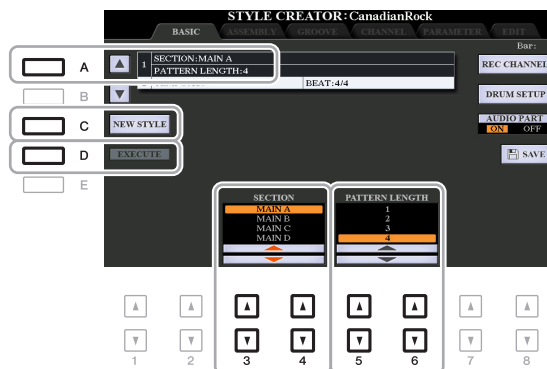 STYLE CREATOR:CanadianRock
BASIC ASSEMBLY GROOVE CHANNEL PARAMETER EDIT
Bar:
A
1
SECTION:MAIN A
PATTERN LENGTH:4
REC CHANNEL
B
BEAT:4/4
DRUM SETUP
C
NEW STYLE
AUDIO PART
ON OFF
D
EXECUTE
SAVE
E
SECTION
MAIN A
MAIN B
MAIN C
MAIN D
PATTERN LENGTH
1
2
3
4
1 2 3 4 5 6 7 8